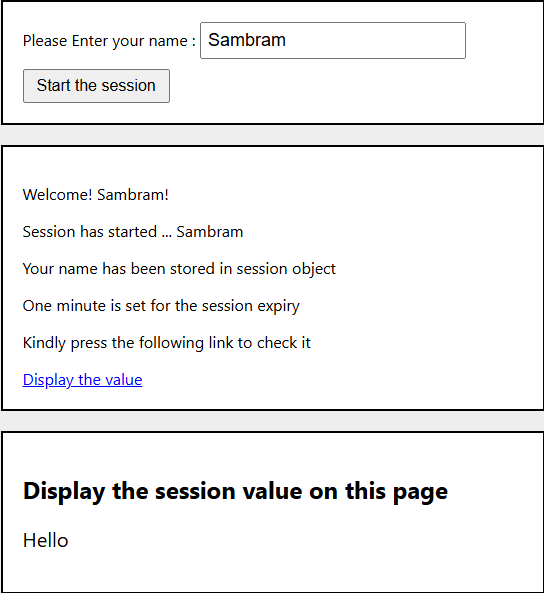 Please Enter your name : Sambram
Start the session
Welcome! Sambram!
Session has started ... Sambram
Your name has been stored in session object
One minute is set for the session expiry
Kindly press the following link to check it
Display the value
Display the session value on this page
Hello